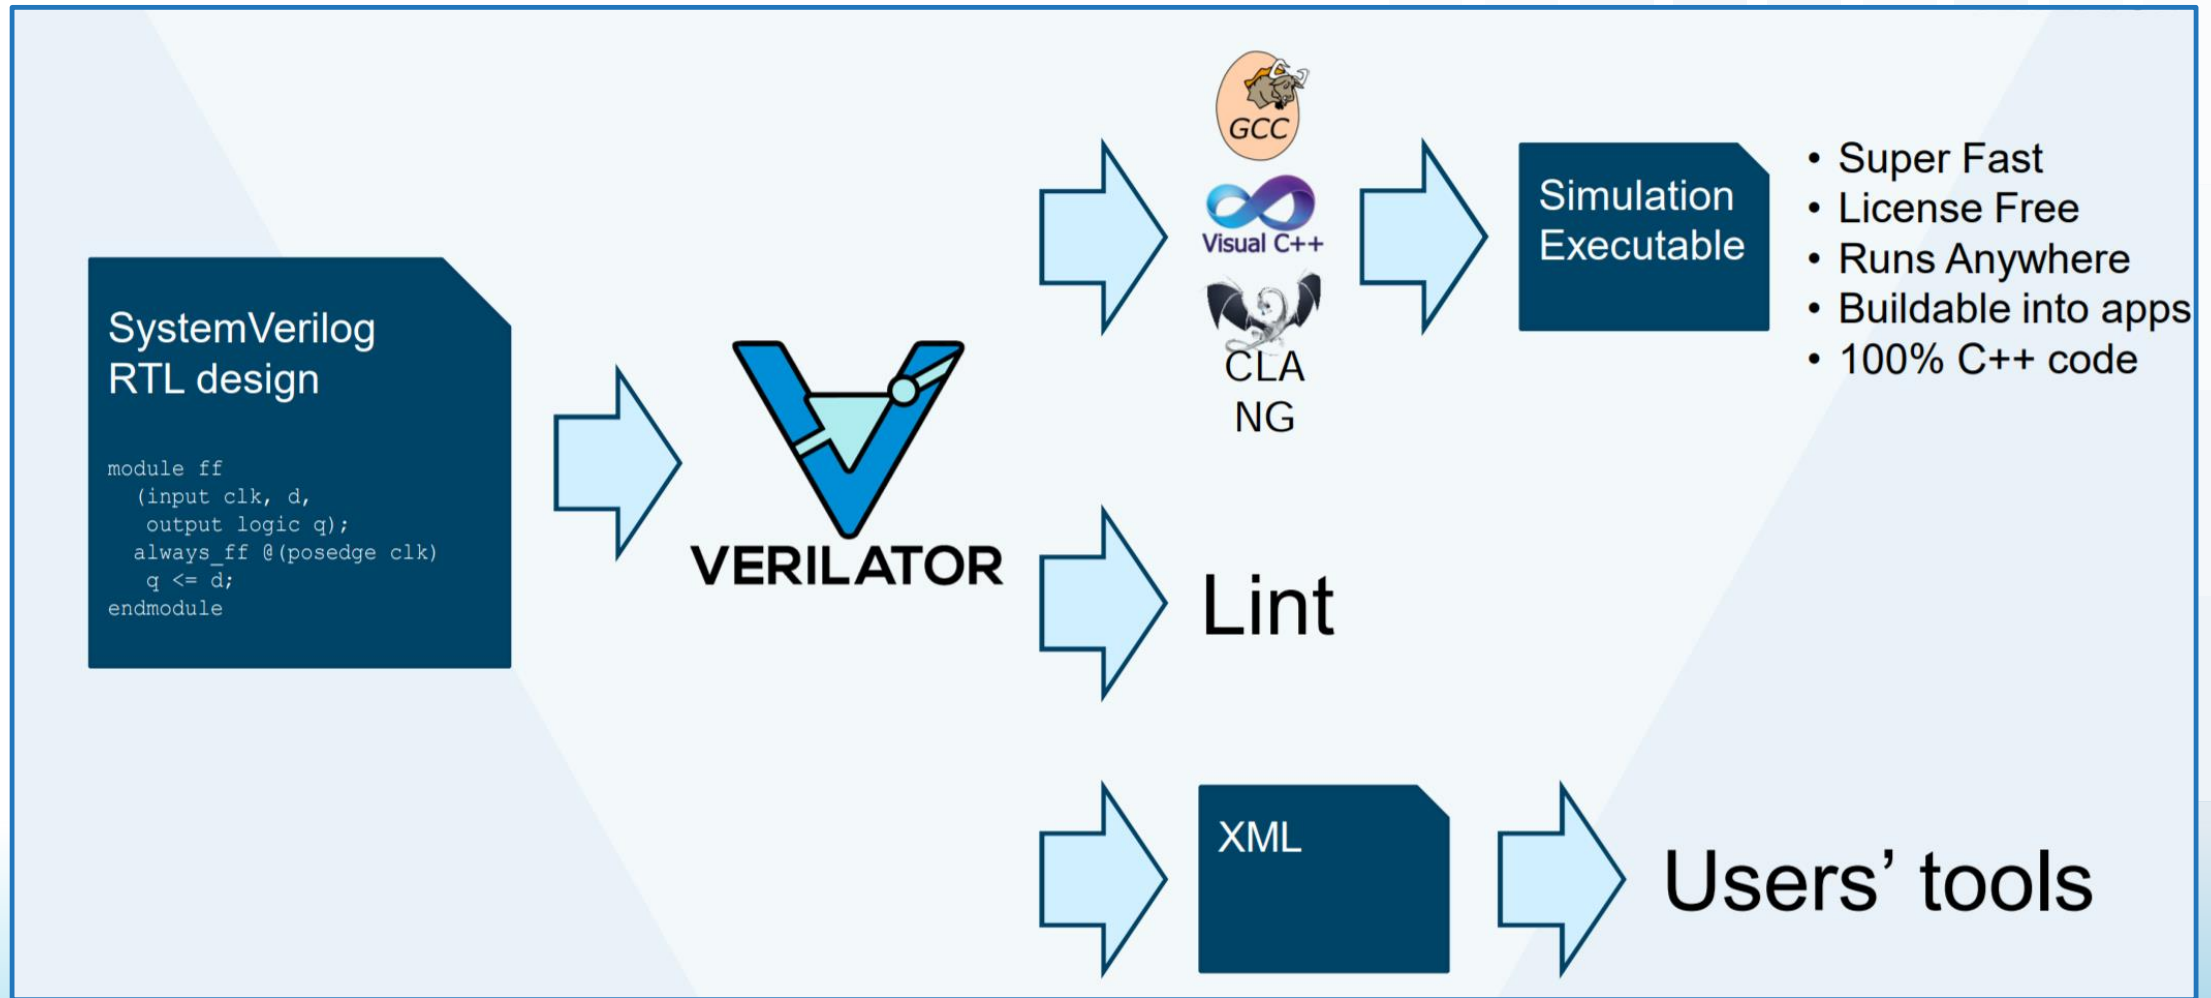 SystemVerilog
RTL design
module ff
(input clk, d,
output logic q);
always_ff @(posedge clk)
q <= d;
endmodule
VERILATOR
GCC
Visual C++
CLA
NG
Simulation
Executable
• Super Fast
• License Free
• Runs Anywhere
• Buildable into apps
• 100% C++ code
Lint
XML
Users’ tools